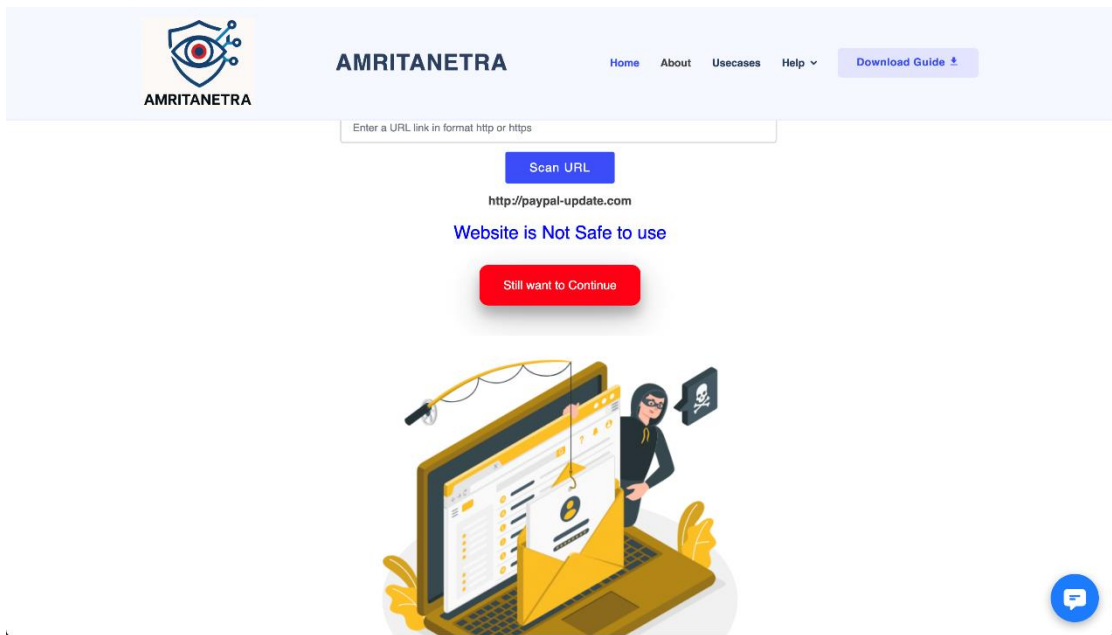 AMRITANETRA
AMRITANETRA
Home About Usecases Help Download Guide
Enter a URL link in format http or https
Scan URL
http://paypal-update.com
Website is Not Safe to use
Still want to Continue
?